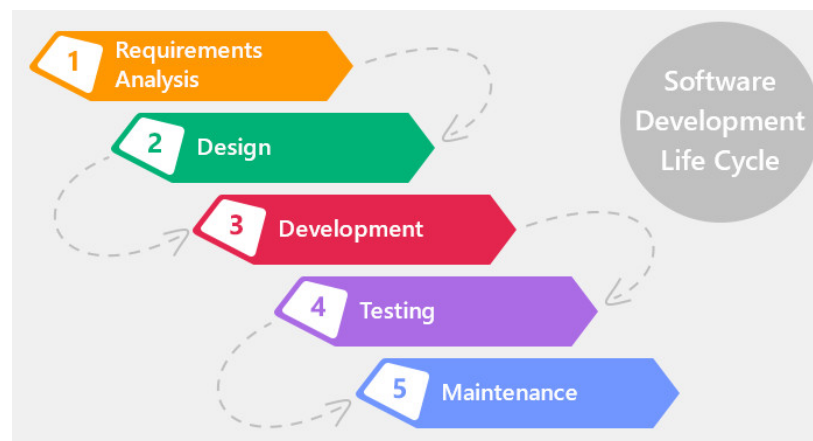 1
Requirements
Analysis
Software
Development
Life Cycle
2
Design
3
Development
4
Testing
5
Maintenance